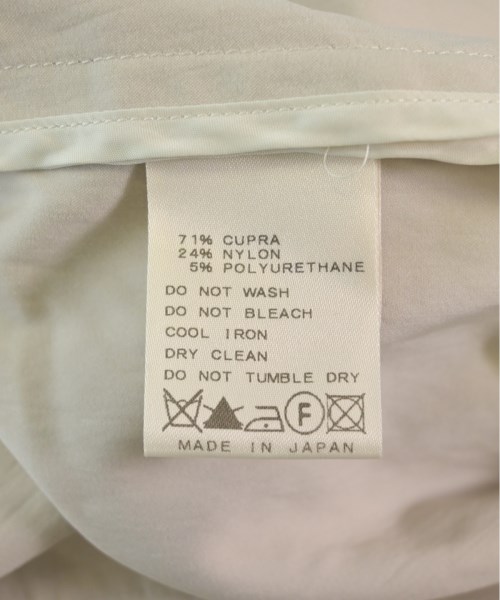 71% CUPRA
24% NYLON
5% POLYURETHANE
DO NOT WASH
DO NOT BLEACH
COOL IRON
DRY CLEAN
DO NOT TUMBLE DRY
F
MADE IN JAPAN